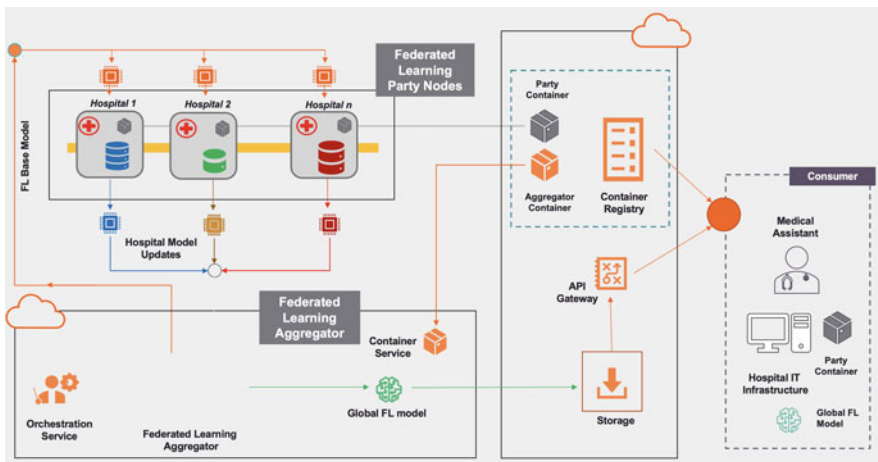 Federated
Learning
Party Nodes
Hospital 1
Hospital 2
Hospital n
FL Base Model
Hospital Model
Updates
Party
Container
Aggregator
Container
Container
Registry
Consumer
Medical
Assistant
API
Gateway
Federated
Learning
Aggregator
Container
Service
Party
Container
Hospital IT
Infrastructure
Global FL model
Global FL
Model
Orchestration
Service
Storage
Federated Learning
Aggregator